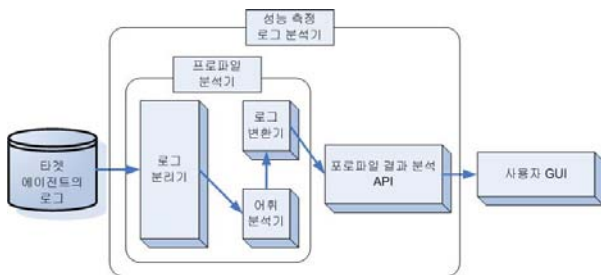 성능 측정
로그 분석기
프로파일
분석기
타겟
에이전트의
로그
로그
분리기
로그
변환기
어휘
분석기
포로파일 결과 분석
API
사용자 GUI